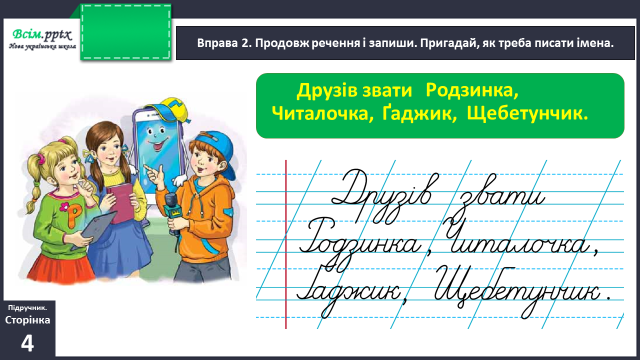 Всім.pptx
Нова українська школа
Вправа 2. Продовж речення і запиши. Пригадай, як треба писати імена.
Друзів звати Родзинка,
Читалочка, Ґаджик, Щебетунчик.
Р
Друзів звати
Родзинка, Читалочка,
Ґаджик, Щебетунчик.
Підручник.
Сторінка
4